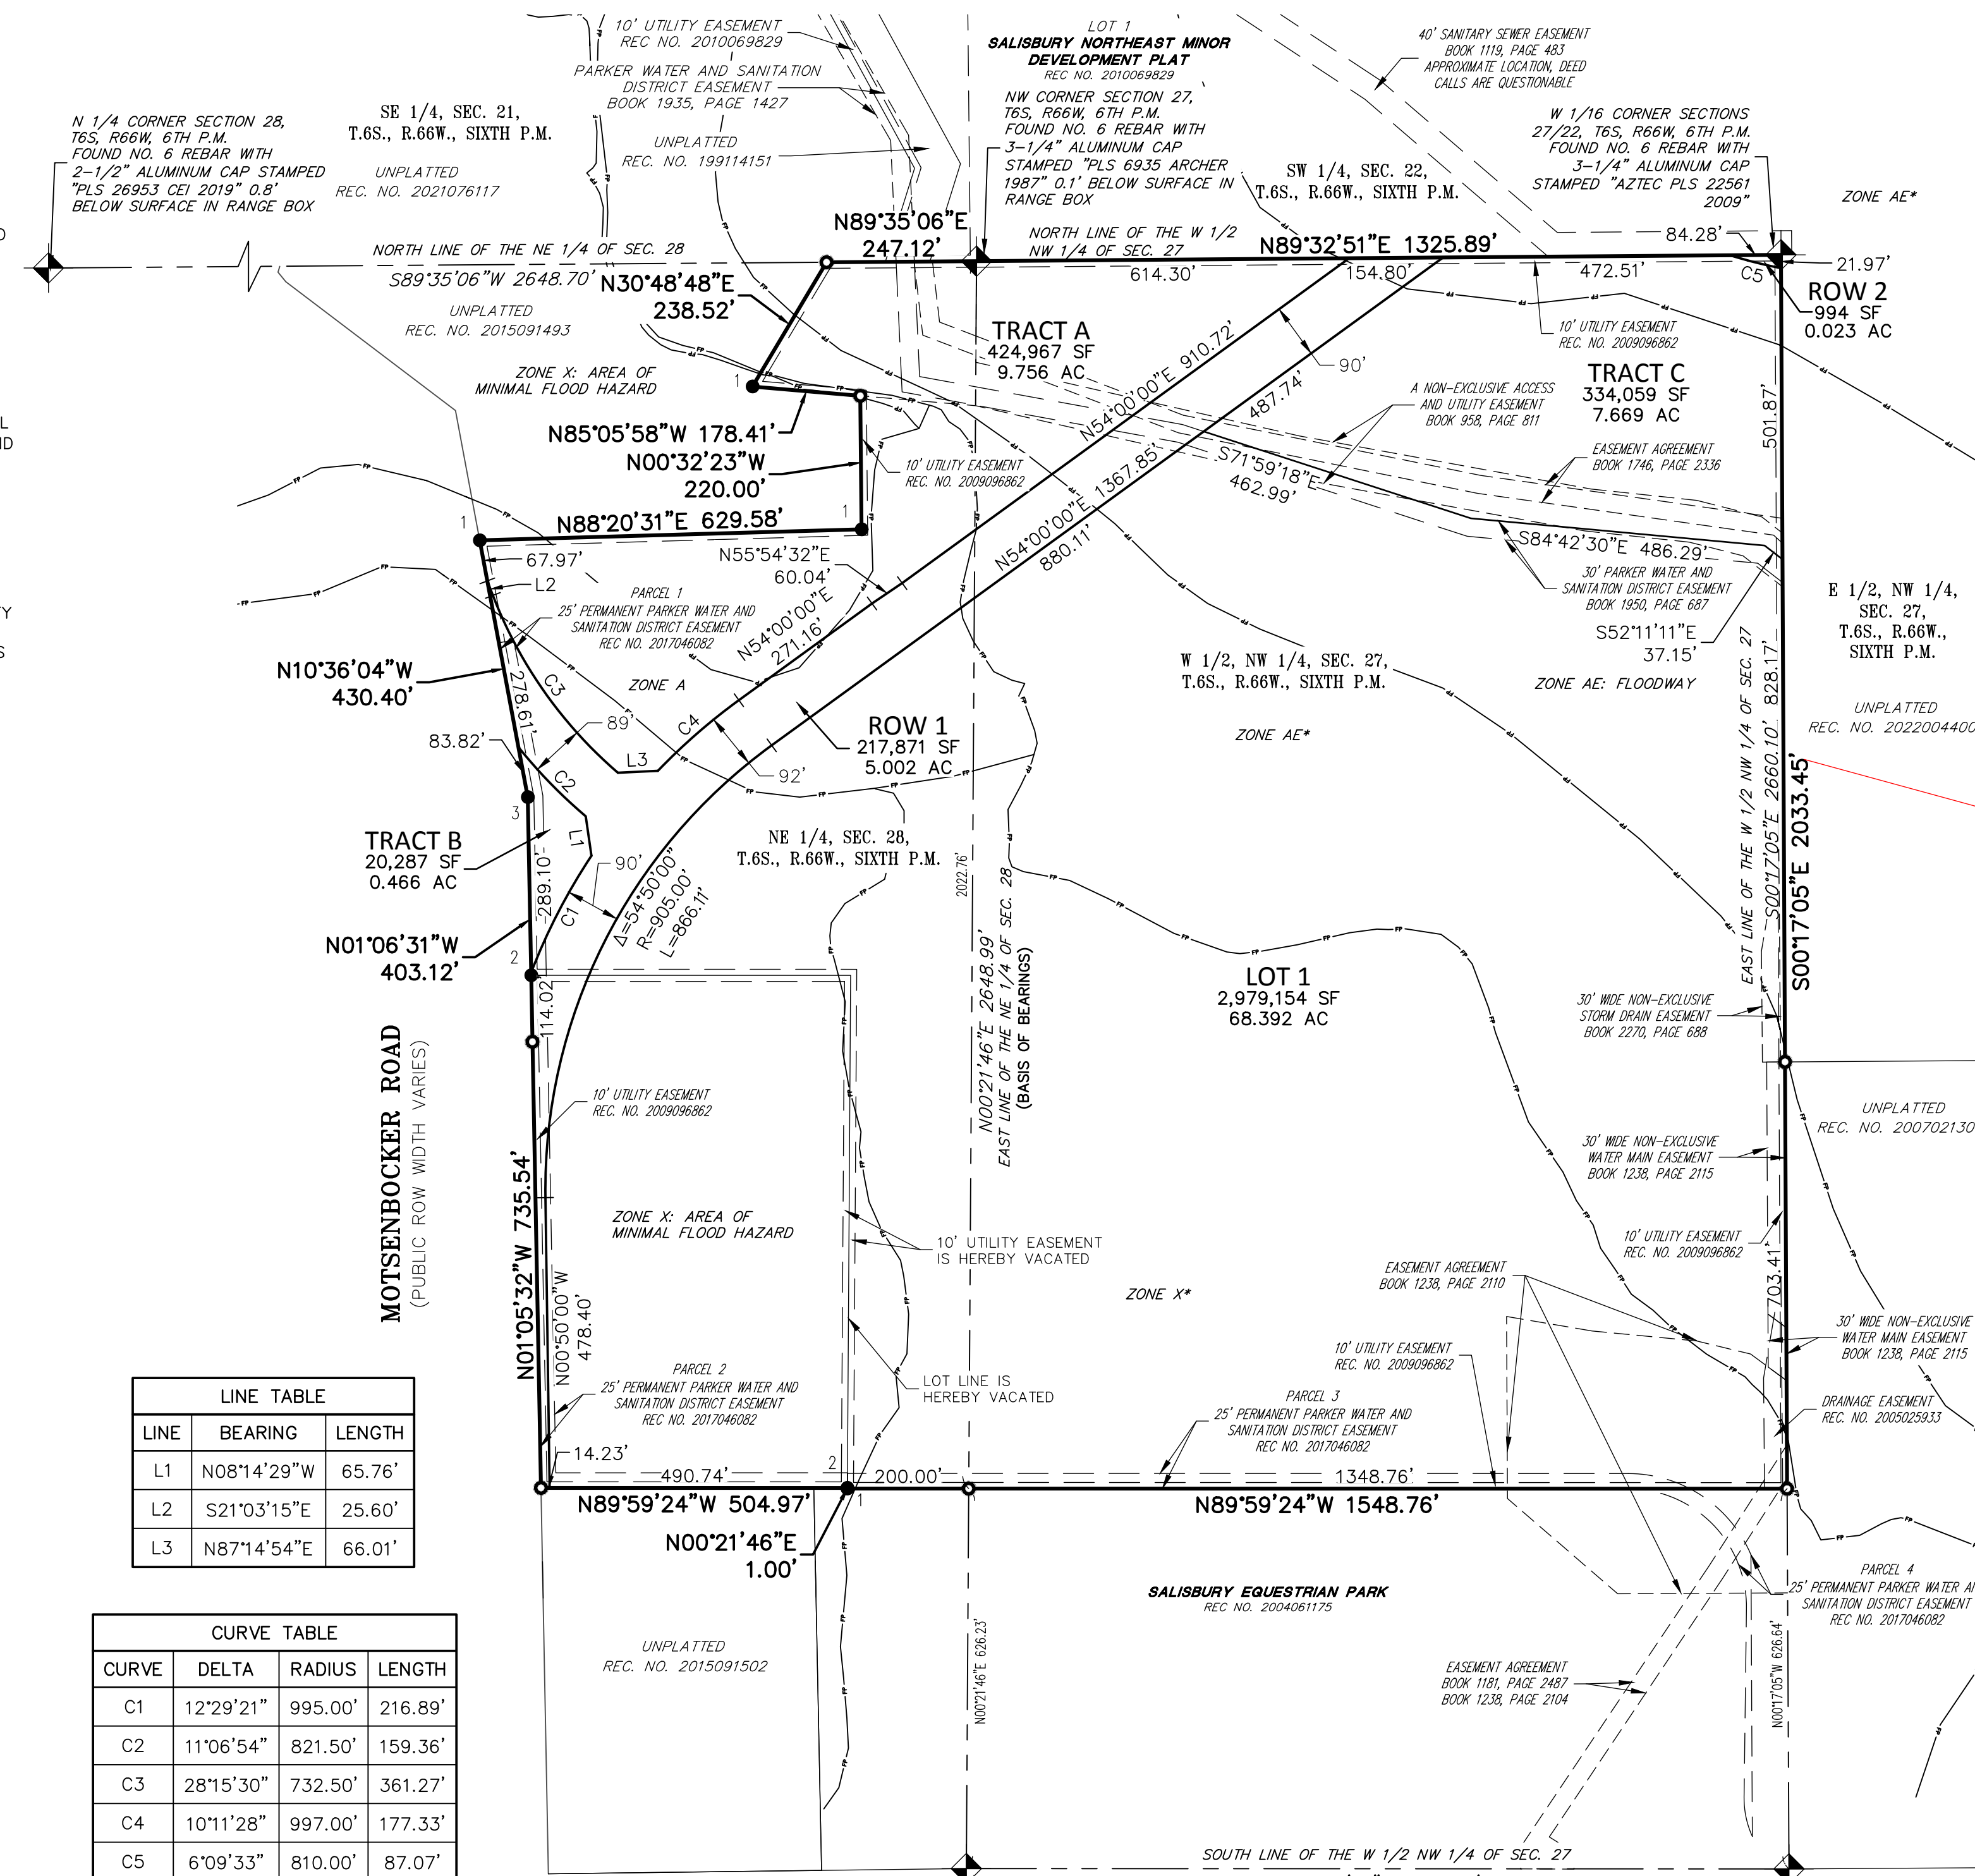 10' UTILITY EASEMENT
REC NO. 2010069829
PARKER WATER AND SANITATION
DISTRICT EASEMENT
BOOK 1935, PAGE 1427
UNPLATTED
REC. NO. 199114151
LOT 1
SALISBURY NORTHEAST MINOR
DEVELOPMENT PLAT
REC NO. 2010069829
40' SANITARY SEWER EASEMENT
BOOK 1119, PAGE 483
APPROXIMATE LOCATION, DEED
CALLS ARE QUESTIONABLE
N 1/4 CORNER SECTION 28,
T6S, R66W, 6TH P.M.
FOUND NO. 6 REBAR WITH
2-1/2" ALUMINUM CAP STAMPED
"PLS 26953 CEI 2019" 0.8'
BELOW SURFACE IN RANGE BOX
SE 1/4, SEC. 21,
T.6S., R.66W., SIXTH P.M.
UNPLATTED
REC. NO. 2021076117
NW CORNER SECTION 27,
T6S, R66W, 6TH P.M.
FOUND NO. 6 REBAR WITH
3-1/4" ALUMINUM CAP
STAMPED "PLS 6935 ARCHER
1987" 0.1' BELOW SURFACE IN
RANGE BOX
SW 1/4, SEC. 22,
T.6S., R.66W., SIXTH P.M.
W 1/16 CORNER SECTIONS
27/22, T6S, R66W, 6TH P.M.
FOUND NO. 6 REBAR WITH
3-1/4" ALUMINUM CAP
STAMPED "AZTEC PLS 22561
2009"
ZONE AE*
NORTH LINE OF THE NE 1/4 OF SEC. 28
S89°35'06"W 2648.70'
N89°35'06"E
247.12'
NORTH LINE OF THE W 1/2
NW 1/4 OF SEC. 27
N89°32'51"E 1325.89'
614.30'
154.80'
472.51'
84.28'
C5
21.97'
ROW 2
994 SF
0.023 AC
N30°48'48"E
238.52'
UNPLATTED
REC. NO. 2015091493
ZONE X: AREA OF
MINIMAL FLOOD HAZARD
1
TRACT A
424,967 SF
9.756 AC
N54°00'00"E 910.72'
90'
487.74'
10' UTILITY EASEMENT
REC. NO. 2009096862
TRACT C
334,059 SF
7.669 AC
A NON-EXCLUSIVE ACCESS
AND UTILITY EASEMENT
BOOK 958, PAGE 811
EASEMENT AGREEMENT
BOOK 1746, PAGE 2336
501.87'
N85°05'58"W 178.41'
N00°32'23"W
220.00'
10' UTILITY EASEMENT
REC. NO. 2009096862
1
S71°59'18"E
462.99'
N54°00'00"E 1367.85'
880.11'
S84°42'30"E 486.29'
30' PARKER WATER AND
SANITATION DISTRICT EASEMENT
BOOK 1950, PAGE 687
S52°11'11"E
37.15'
1
N88°20'31"E 629.58'
67.97'
L2
N55°54'32"E
60.04'
PARCEL 1
25' PERMANENT PARKER WATER AND
SANITATION DISTRICT EASEMENT
REC NO. 2017046082
N54°00'00"E
271.16'
N10°36'04"W
430.40'
278.61'
C3
ZONE A
89'
C4
L3
83.82'
C2
92'
ROW 1
217,871 SF
5.002 AC
W 1/2, NW 1/4, SEC. 27,
T.6S., R.66W., SIXTH P.M.
ZONE AE*
ZONE AE: FLOODWAY
E 1/2, NW 1/4,
SEC. 27,
T.6S., R.66W.,
SIXTH P.M.
UNPLATTED
REC. NO. 2022004400
EAST LINE OF THE W 1/2 NW 1/4 OF SEC. 27
S00°17'05"E 2660.10'
828.17'
S00°17'05"E 2033.45'
3
TRACT B
20,287 SF
0.466 AC
L1
289.10'
90'
C1
NE 1/4, SEC. 28,
T.6S., R.66W., SIXTH P.M.
Δ=54°50'00"
R=905.00'
L=866.11'
2022.76'
N00°21'46"E 2648.99'
EAST LINE OF THE NE 1/4 OF SEC. 28
(BASIS OF BEARINGS)
N01°06'31"W
403.12'
2
114.02'
LOT 1
2,979,154 SF
68.392 AC
30' WIDE NON-EXCLUSIVE
STORM DRAIN EASEMENT
BOOK 2270, PAGE 688
MOTSENBOCKER ROAD
(PUBLIC ROW WIDTH VARIES)
10' UTILITY EASEMENT
REC. NO. 2009096862
UNPLATTED
REC. NO. 200702130
30' WIDE NON-EXCLUSIVE
WATER MAIN EASEMENT
BOOK 1238, PAGE 2115
N01°05'32"W 735.54'
N00°50'00"W
478.40'
ZONE X: AREA OF
MINIMAL FLOOD HAZARD
10' UTILITY EASEMENT
IS HEREBY VACATED
10' UTILITY EASEMENT
REC. NO. 2009096862
703.41'
EASEMENT AGREEMENT
BOOK 1238, PAGE 2110
ZONE X*
30' WIDE NON-EXCLUSIVE
WATER MAIN EASEMENT
BOOK 1238, PAGE 2115
10' UTILITY EASEMENT
REC. NO. 2009096862
LOT LINE IS
HEREBY VACATED
PARCEL 2
25' PERMANENT PARKER WATER AND
SANITATION DISTRICT EASEMENT
REC NO. 2017046082
PARCEL 3
25' PERMANENT PARKER WATER AND
SANITATION DISTRICT EASEMENT
REC NO. 2017046082
DRAINAGE EASEMENT
REC. NO. 2005025933
14.23'
490.74'
2
200.00'
1348.76'
N89°59'24"W 504.97'
1
N89°59'24"W 1548.76'
N00°21'46"E
1.00'
LINE TABLE
LINE BEARING LENGTH
L1 N08°14'29"W 65.76'
L2 S21°03'15"E 25.60'
L3 N87°14'54"E 66.01'
SALISBURY EQUESTRIAN PARK
REC NO. 2004061175
PARCEL 4
25' PERMANENT PARKER WATER
SANITATION DISTRICT EASEMENT
REC NO. 2017046082
UNPLATTED
REC. NO. 2015091502
N00°21'46"E 626.23'
EASEMENT AGREEMENT
BOOK 1181, PAGE 2487
BOOK 1238, PAGE 2104
N00°17'05"W 626.64'
CURVE TABLE
CURVE DELTA RADIUS LENGTH
C1 12°29'21" 995.00' 216.89'
C2 11°06'54" 821.50' 159.36'
C3 28°15'30" 732.50' 361.27'
C4 10°11'28" 997.00' 177.33'
C5 6°09'33" 810.00' 87.07'
SOUTH LINE OF THE W 1/2 NW 1/4 OF SEC. 27